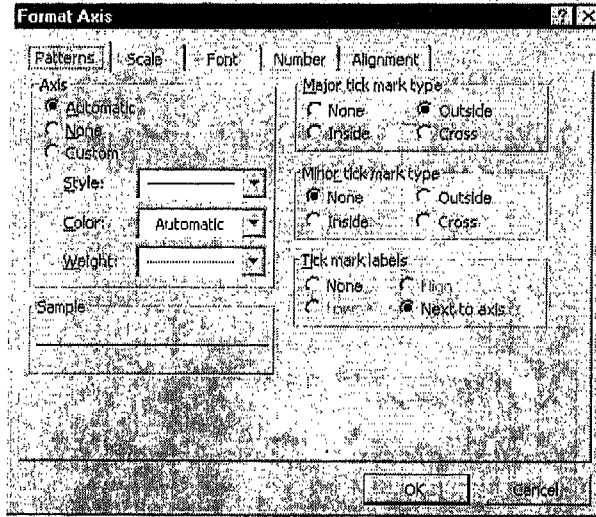 Format Axis
Patterns Scale Font Number Alignment
Axis
Automatic
None
Custom
Style:
Color: Automatic
Weight:
Sample
Major tick mark type
None Outside
Inside Cross
Minor tick mark type
None Outside
Inside Cross
Tick mark labels
None High
Low Next to axis
OK Cancel